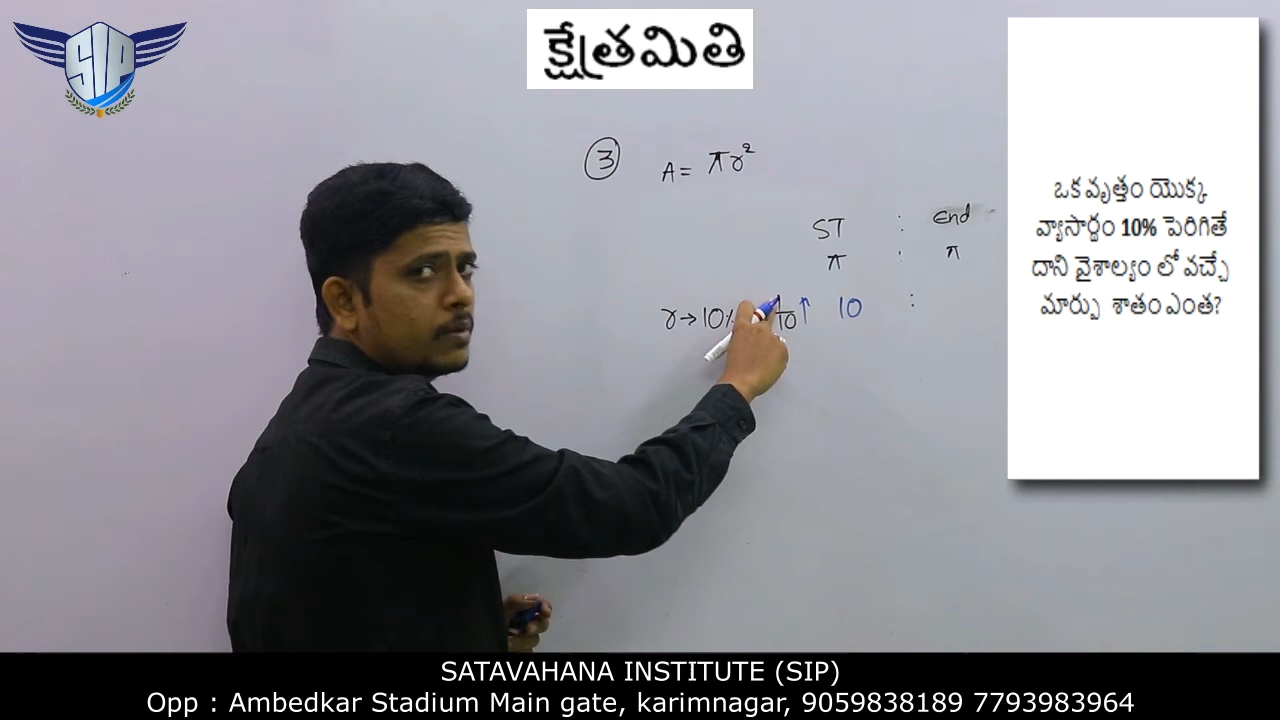 SIP
క్షేత్రమితి
3 A = πr²
ST : End
π : π
r → 10% 1/10 ↑ 10 :
ఒక వృత్తం యొక్క
వ్యాసార్దం 10% పెరిగితే
దాని వైశాల్యం లో వచ్చే
మార్పు శాతం ఎంత?
SATAVAHANA INSTITUTE (SIP)
Opp : Ambedkar Stadium Main gate, karimnagar, 9059838189 7793983964